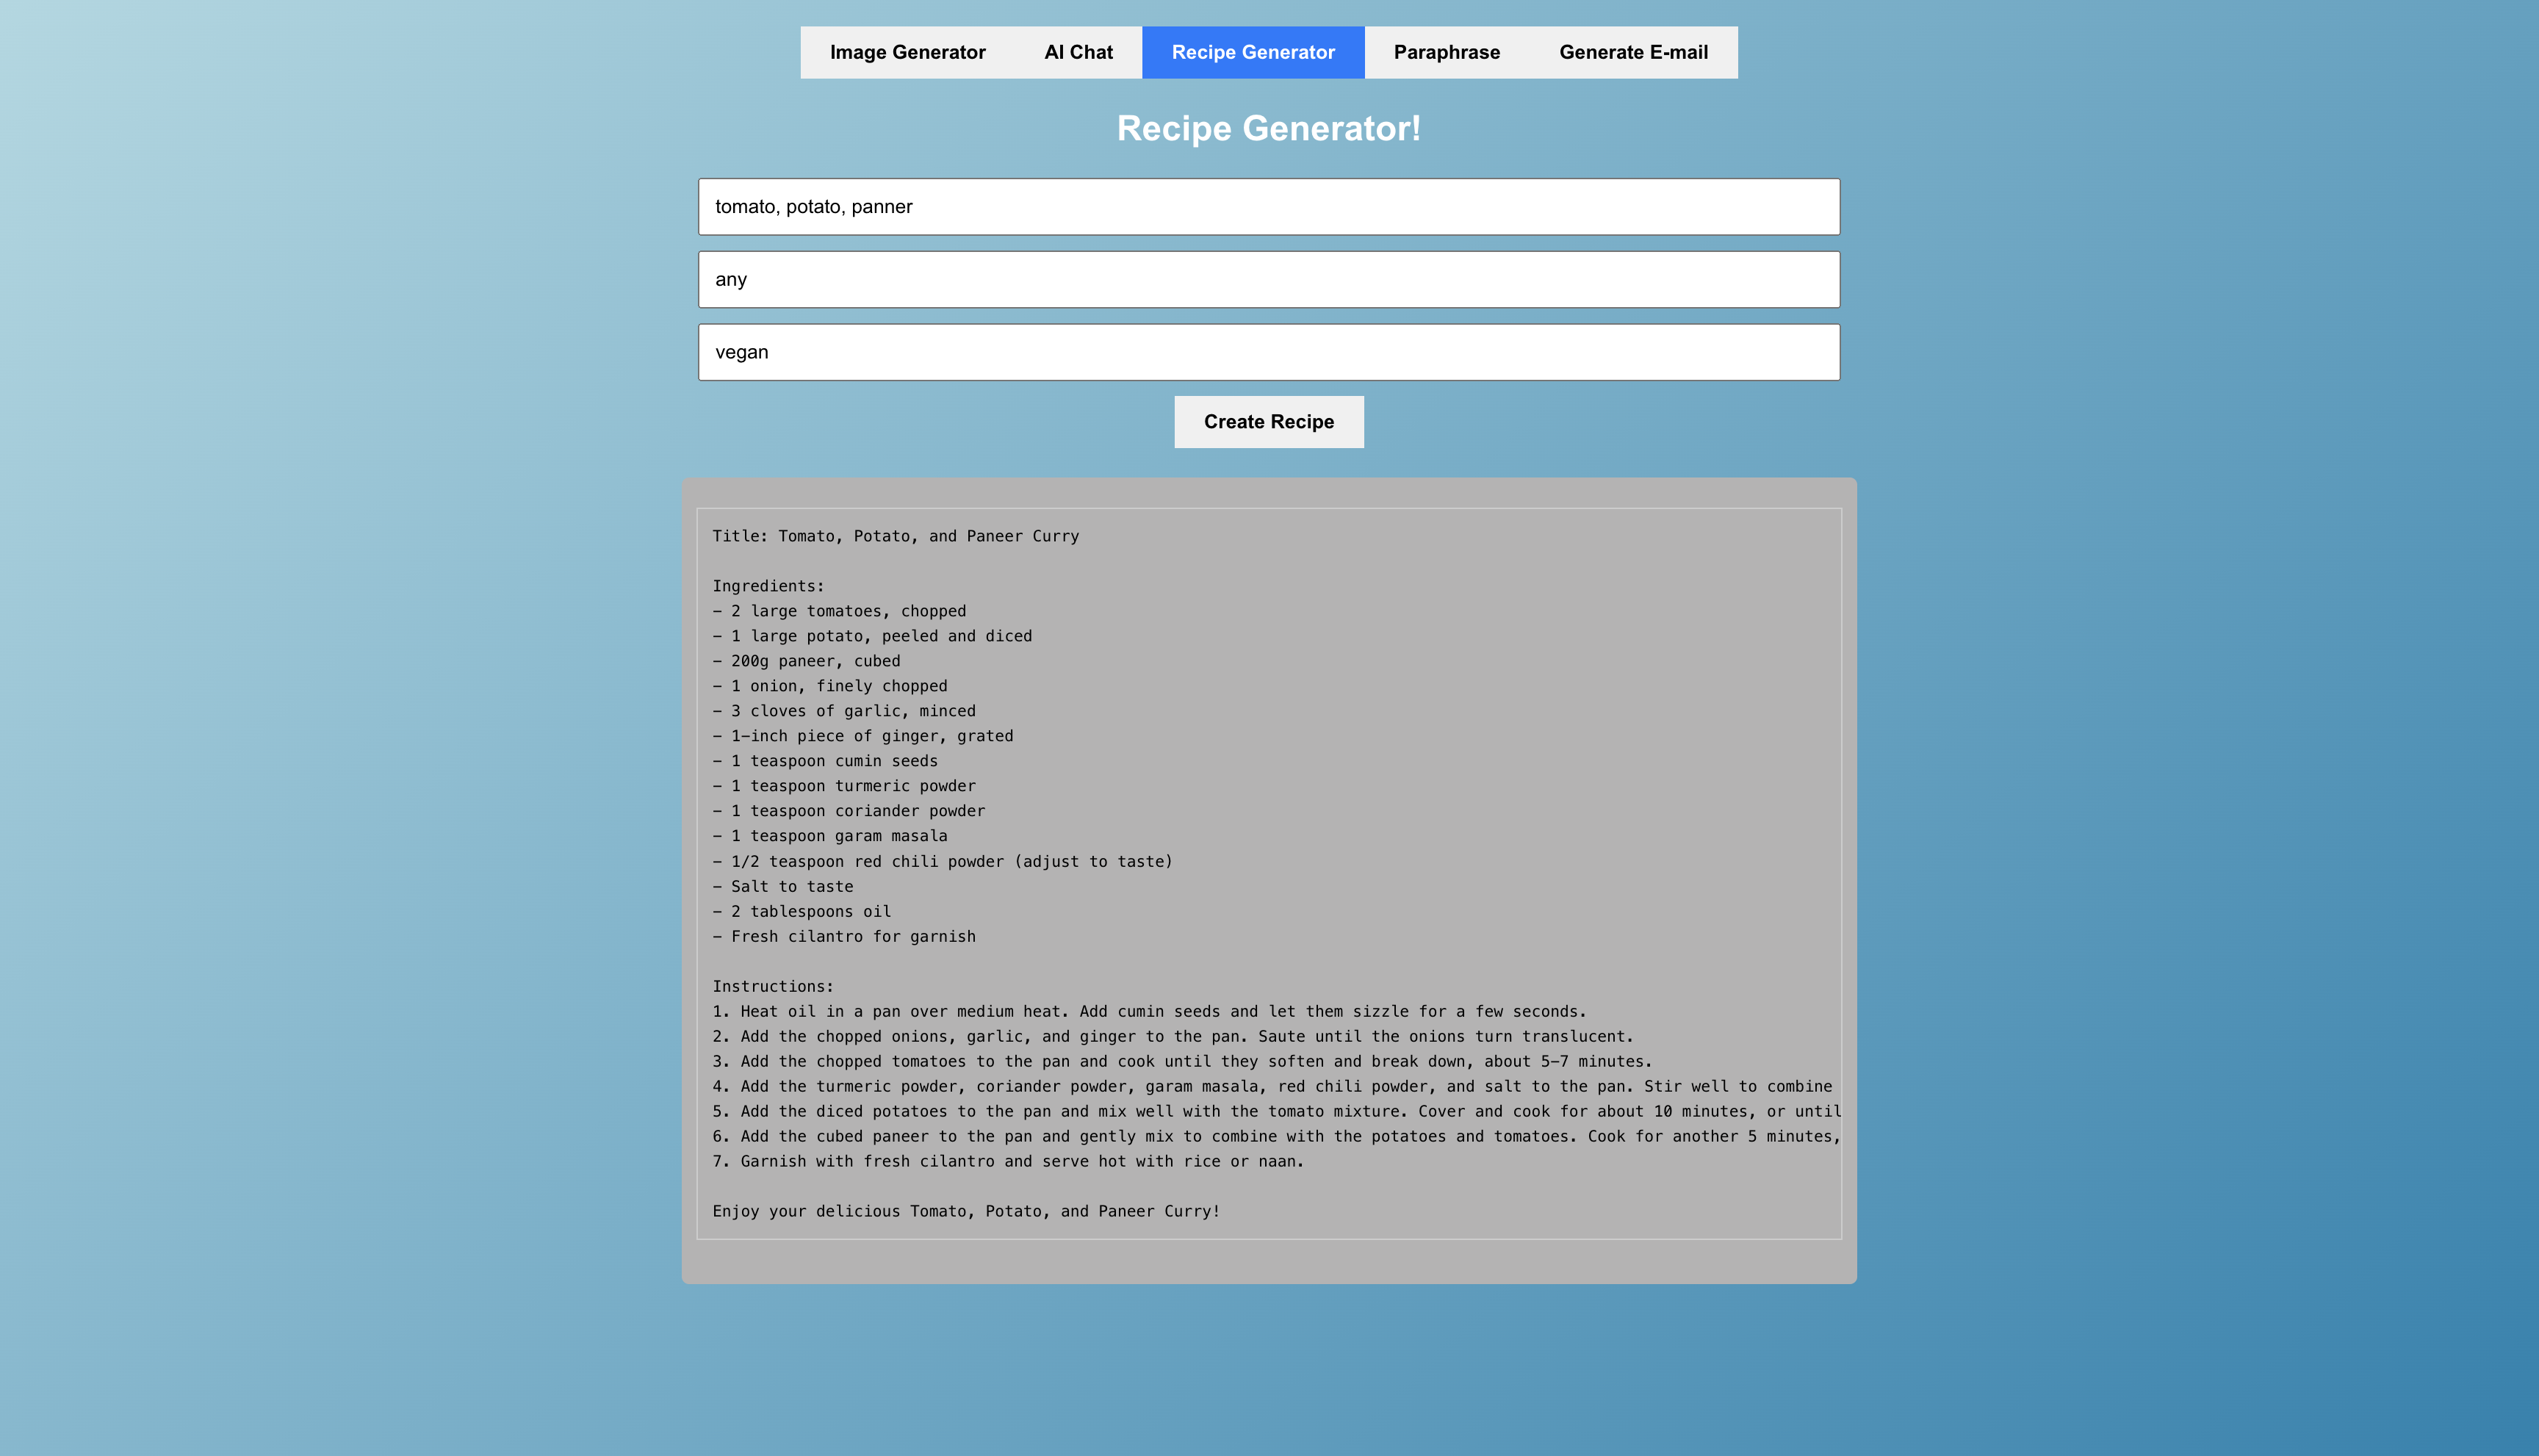 Image Generator AI Chat Recipe Generator Paraphrase Generate E-mail
Recipe Generator!
tomato, potato, panner
any
vegan
Create Recipe
Title: Tomato, Potato, and Paneer Curry
Ingredients:
- 2 large tomatoes, chopped
- 1 large potato, peeled and diced
- 200g paneer, cubed
- 1 onion, finely chopped
- 3 cloves of garlic, minced
- 1-inch piece of ginger, grated
- 1 teaspoon cumin seeds
- 1 teaspoon turmeric powder
- 1 teaspoon coriander powder
- 1 teaspoon garam masala
- 1/2 teaspoon red chili powder (adjust to taste)
- Salt to taste
- 2 tablespoons oil
- Fresh cilantro for garnish
Instructions:
1. Heat oil in a pan over medium heat. Add cumin seeds and let them sizzle for a few seconds.
2. Add the chopped onions, garlic, and ginger to the pan. Saute until the onions turn translucent.
3. Add the chopped tomatoes to the pan and cook until they soften and break down, about 5-7 minutes.
4. Add the turmeric powder, coriander powder, garam masala, red chili powder, and salt to the pan. Stir well to combine
5. Add the diced potatoes to the pan and mix well with the tomato mixture. Cover and cook for about 10 minutes, or until
6. Add the cubed paneer to the pan and gently mix to combine with the potatoes and tomatoes. Cook for another 5 minutes,
7. Garnish with fresh cilantro and serve hot with rice or naan.
Enjoy your delicious Tomato, Potato, and Paneer Curry!